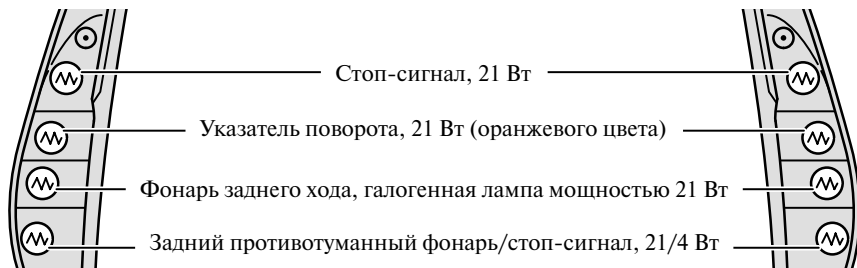 Стоп-сигнал, 21 Вт
Указатель поворота, 21 Вт (оранжевого цвета)
Фонарь заднего хода, галогенная лампа мощностью 21 Вт
Задний противотуманный фонарь/стоп-сигнал, 21/4 Вт